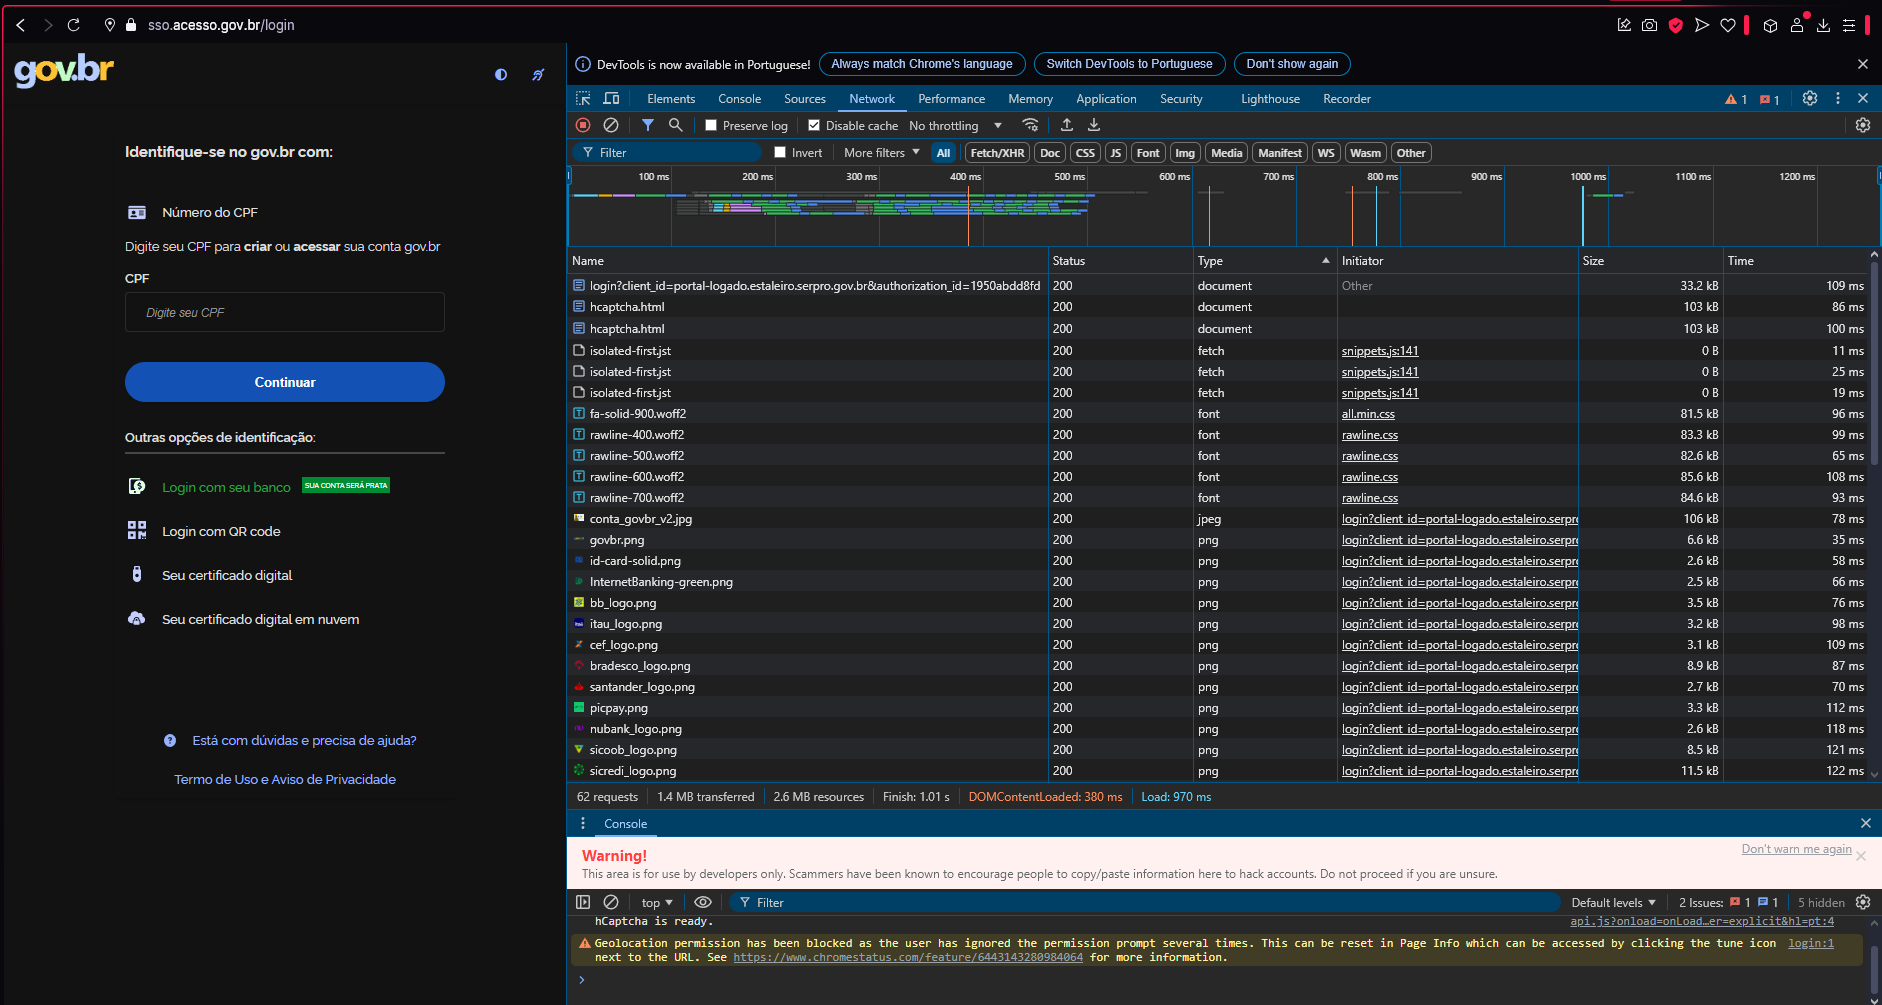 sso.acesso.gov.br/login
gov.br
Identifique-se no gov.br com:
Número do CPF
Digite seu CPF para criar ou acessar sua conta gov.br
CPF
Digite seu CPF
Continuar
Outras opções de identificação:
Login com seu banco SUA CONTA SERÁ PRATA
Login com QR code
Seu certificado digital
Seu certificado digital em nuvem
Está com dúvidas e precisa de ajuda?
Termo de Uso e Aviso de Privacidade
DevTools is now available in Portuguese! Always match Chrome's language Switch DevTools to Portuguese Don't show again
Elements Console Sources Network Performance Memory Application Security Lighthouse Recorder 1 1
Preserve log Disable cache No throttling
Filter Invert More filters All Fetch/XHR Doc CSS JS Font Img Media Manifest WS Wasm Other
100 ms 200 ms 300 ms 400 ms 500 ms 600 ms 700 ms 800 ms 900 ms 1000 ms 1100 ms 1200 ms
Name Status Type Initiator Size Time
login?client_id=portal-logado.estaleiro.serpro.gov.br&authorization_id=1950abdd8fd 200 document Other 33.2 kB 109 ms
hcaptcha.html 200 document 103 kB 86 ms
hcaptcha.html 200 document 103 kB 100 ms
isolated-first.jst 200 fetch snippets.js:141 0 B 11 ms
isolated-first.jst 200 fetch snippets.js:141 0 B 25 ms
isolated-first.jst 200 fetch snippets.js:141 0 B 19 ms
fa-solid-900.woff2 200 font all.min.css 81.5 kB 96 ms
rawline-400.woff2 200 font rawline.css 83.3 kB 99 ms
rawline-500.woff2 200 font rawline.css 82.6 kB 65 ms
rawline-600.woff2 200 font rawline.css 85.6 kB 108 ms
rawline-700.woff2 200 font rawline.css 84.6 kB 93 ms
conta_govbr_v2.jpg 200 jpeg login?client_id=portal-logado.estaleiro.serpro 106 kB 78 ms
govbr.png 200 png login?client_id=portal-logado.estaleiro.serpro 6.6 kB 35 ms
id-card-solid.png 200 png login?client_id=portal-logado.estaleiro.serpro 2.6 kB 58 ms
InternetBanking-green.png 200 png login?client_id=portal-logado.estaleiro.serpro 2.5 kB 66 ms
bb_logo.png 200 png login?client_id=portal-logado.estaleiro.serpro 3.5 kB 76 ms
itau_logo.png 200 png login?client_id=portal-logado.estaleiro.serpro 3.2 kB 98 ms
cef_logo.png 200 png login?client_id=portal-logado.estaleiro.serpro 3.1 kB 109 ms
bradesco_logo.png 200 png login?client_id=portal-logado.estaleiro.serpro 8.9 kB 87 ms
santander_logo.png 200 png login?client_id=portal-logado.estaleiro.serpro 2.7 kB 70 ms
picpay.png 200 png login?client_id=portal-logado.estaleiro.serpro 3.3 kB 112 ms
nubank_logo.png 200 png login?client_id=portal-logado.estaleiro.serpro 2.6 kB 118 ms
sicoob_logo.png 200 png login?client_id=portal-logado.estaleiro.serpro 8.5 kB 121 ms
sicredi_logo.png 200 png login?client_id=portal-logado.estaleiro.serpro 11.5 kB 122 ms
62 requests 1.4 MB transferred 2.6 MB resources Finish: 1.01 s DOMContentLoaded: 380 ms Load: 970 ms
Console
Warning! Don't warn me again
This area is for use by developers only. Scammers have been known to encourage people to copy/paste information here to hack accounts. Do not proceed if you are unsure.
top Filter Default levels 2 Issues: 1 1 5 hidden
hCaptcha is ready. api.js?onload=onLoad…er=explicit&hl=pt:4
Geolocation permission has been blocked as the user has ignored the permission prompt several times. This can be reset in Page Info which can be accessed by clicking the tune icon login:1
next to the URL. See https://www.chromestatus.com/feature/6443143280984064 for more information.